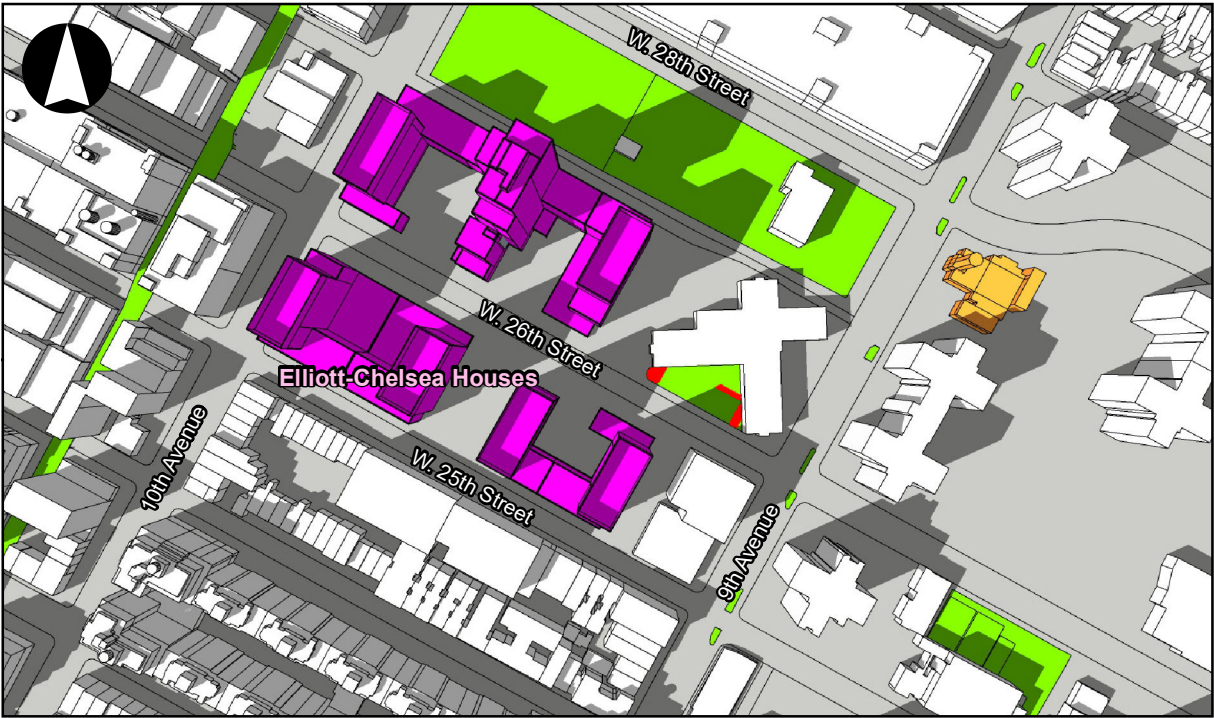 W. 28th Street
W. 26th Street
Elliott-Chelsea Houses
10th Avenue
W. 25th Street
9th Avenue